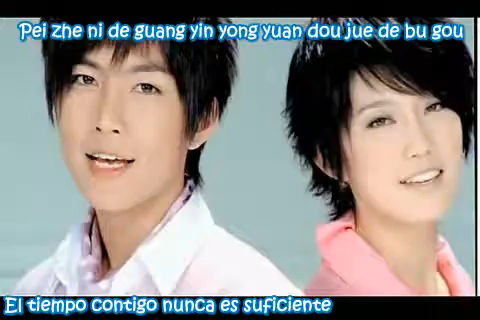 Pei zhe ni de guang yin yong yuan dou jue de bu gou
El tiempo contigo nunca es suficiente